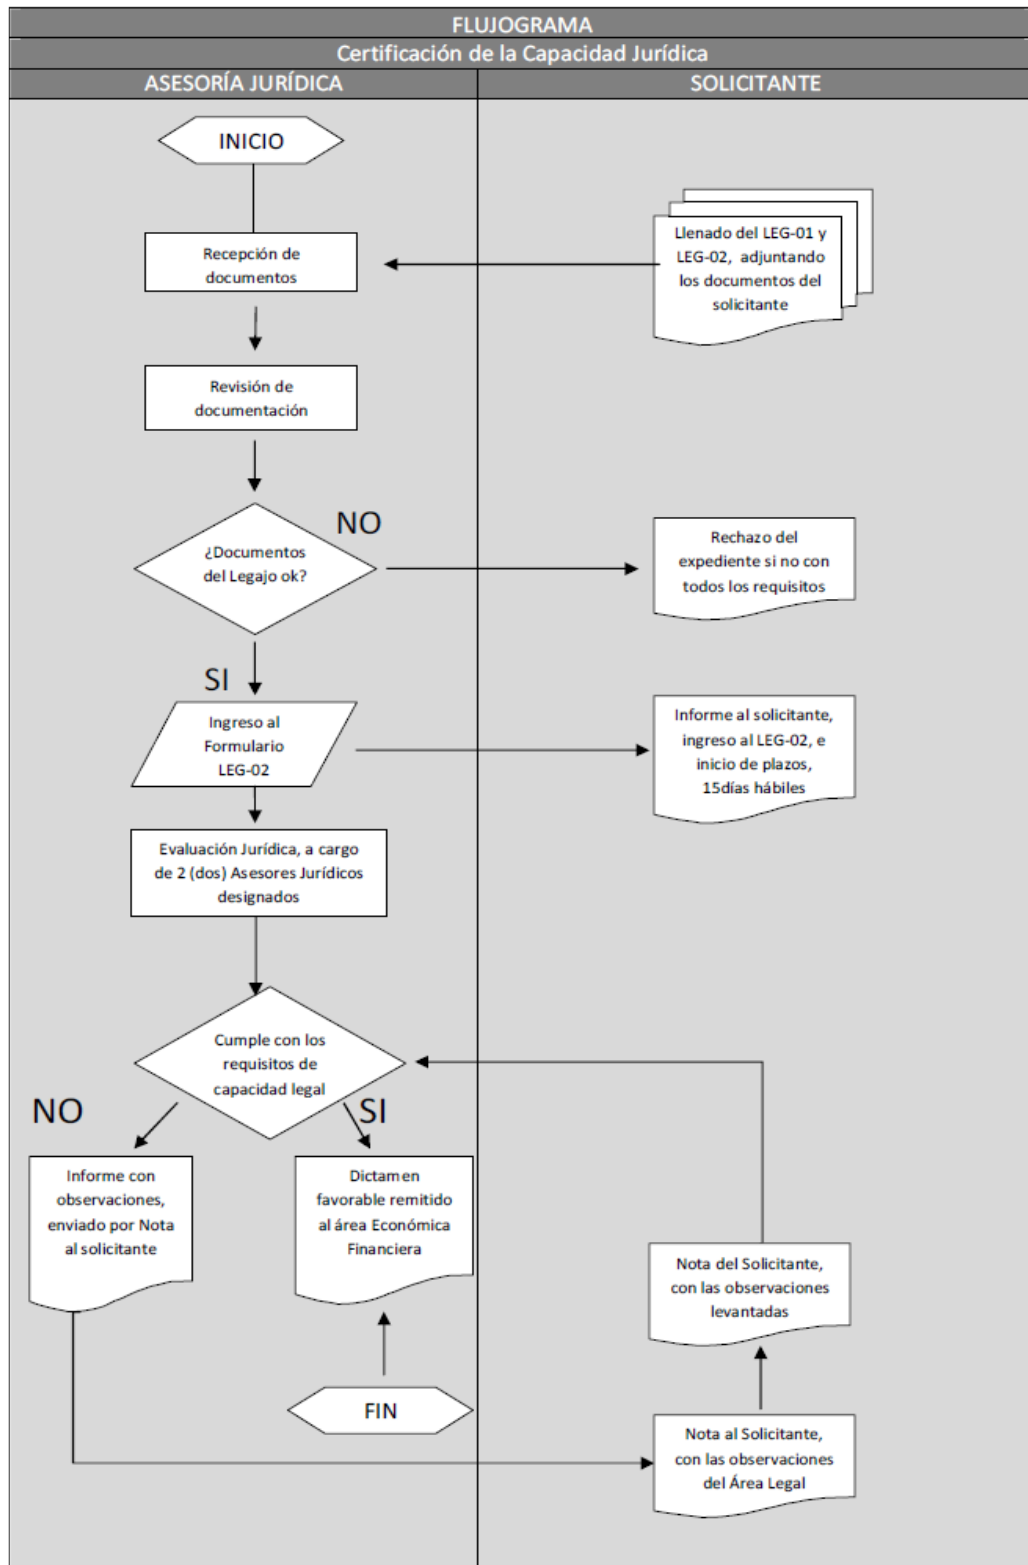 FLUJOGRAMA
Certificación de la Capacidad Jurídica
ASESORÍA JURÍDICA
SOLICITANTE
INICIO
Recepción de
documentos
Llenado del LEG-01 y
LEG-02, adjuntando
los documentos del
solicitante
Revisión de
documentación
¿Documentos
del Legajo ok?
NO
Rechazo del
expediente si no con
todos los requisitos
SI
Ingreso al
Formulario
LEG-02
Informe al solicitante,
ingreso al LEG-02, e
inicio de plazos,
15días hábiles
Evaluación Jurídica, a cargo
de 2 (dos) Asesores Jurídicos
designados
Cumple con los
requisitos de
capacidad legal
NO
SI
Informe con
observaciones,
enviado por Nota
al solicitante
Dictamen
favorable remitido
al área Económica
Financiera
Nota del Solicitante,
con las observaciones
levantadas
FIN
Nota al Solicitante,
con las observaciones
del Área Legal